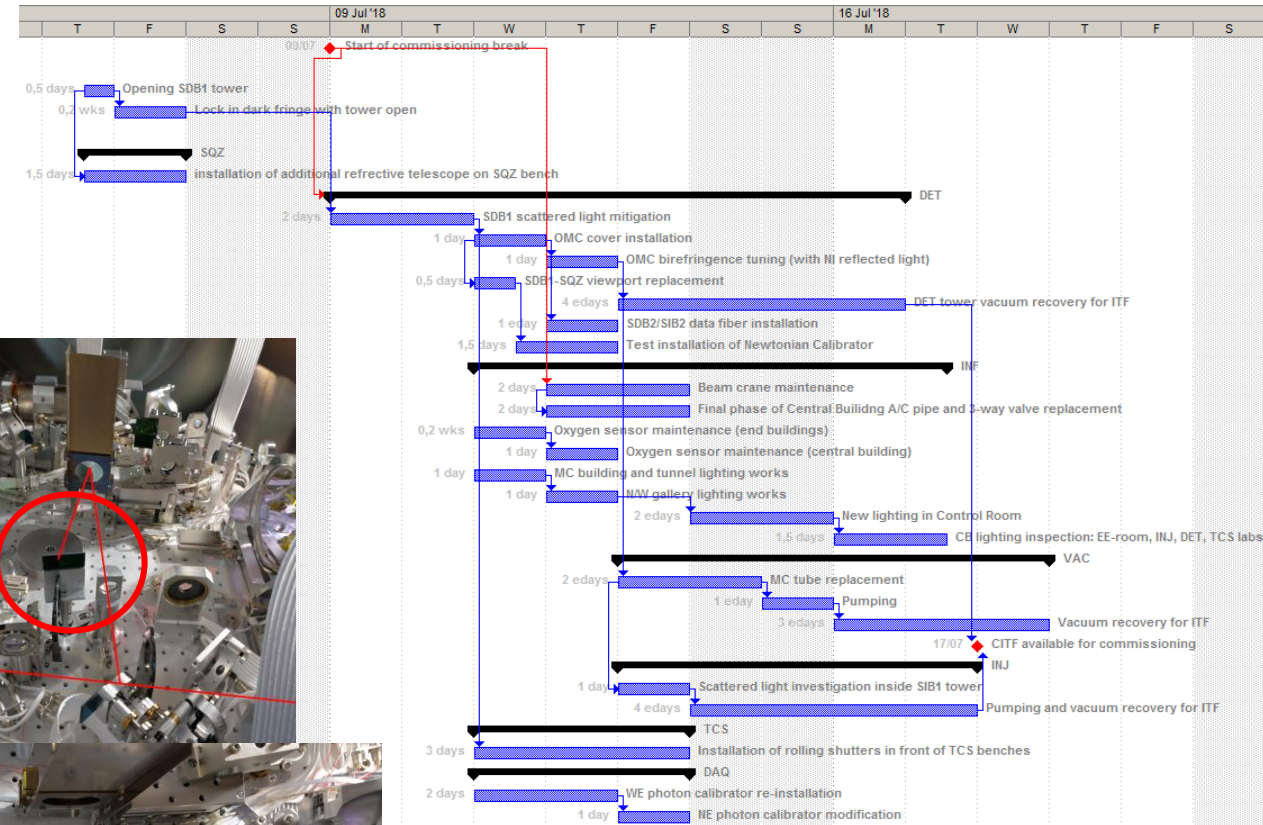 09 Jul '18 16 Jul '18
T F S S M T W T F S S M T W T F S
09/07 Start of commissioning break
0,5 days Opening SDB1 tower
0,2 wks Lock in dark fringe with tower open
SQZ
1,5 days installation of additional refrective telescope on SQZ bench
DET
2 days SDB1 scattered light mitigation
1 day OMC cover installation
1 day OMC birefringence tuning (with NI reflected light)
0,5 days SDB1-SQZ viewport replacement
4 edays DET tower vacuum recovery for ITF
1 eday SDB2/SIB2 data fiber installation
1,5 days Test installation of Newtonian Calibrator
INF
2 days Beam crane maintenance
2 days Final phase of Central Builidng A/C pipe and 3-way valve replacement
0,2 wks Oxygen sensor maintenance (end buildings)
1 day Oxygen sensor maintenance (central building)
1 day MC building and tunnel lighting works
1 day N/W gallery lighting works
2 edays New lighting in Control Room
1,5 days CB lighting inspection: EE-room, INJ, DET, TCS labs
VAC
2 edays MC tube replacement
1 eday Pumping
3 edays Vacuum recovery for ITF
17/07 CITF available for commissioning
INJ
1 day Scattered light investigation inside SIB1 tower
4 edays Pumping and vacuum recovery for ITF
TCS
3 days Installation of rolling shutters in front of TCS benches
DAQ
2 days WE photon calibrator re-installation
1 day NE photon calibrator modification